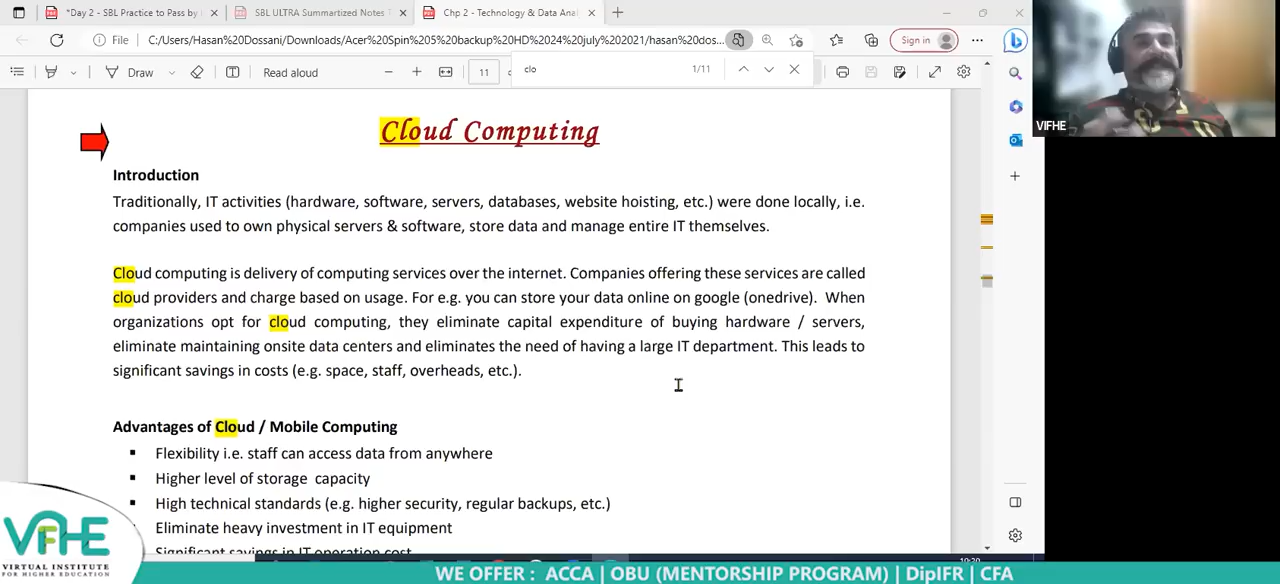 *Day 2 - SBL Practice to Pass by
SBL ULTRA Summarized Notes
Chp 2 - Technology & Data Anal
File
C:/Users/Hasan%20Dossani/Downloads/Acer%20Spin%205%20backup%20HD%2024%20july%202021/hasan%20dos...
Sign in
Draw
Read aloud
11
clo
1/11
Cloud Computing
Introduction
Traditionally, IT activities (hardware, software, servers, databases, website hoisting, etc.) were done locally, i.e.
companies used to own physical servers & software, store data and manage entire IT themselves.
Cloud computing is delivery of computing services over the internet. Companies offering these services are called
cloud providers and charge based on usage. For e.g. you can store your data online on google (onedrive). When
organizations opt for cloud computing, they eliminate capital expenditure of buying hardware / servers,
eliminate maintaining onsite data centers and eliminates the need of having a large IT department. This leads to
significant savings in costs (e.g. space, staff, overheads, etc.).
Advantages of Cloud / Mobile Computing
▪ Flexibility i.e. staff can access data from anywhere
▪ Higher level of storage capacity
▪ High technical standards (e.g. higher security, regular backups, etc.)
Eliminate heavy investment in IT equipment
Significant savings in IT operation cost
VIFHE
VIFHE
VIRTUAL INSTITUTE
FOR HIGHER EDUCATION
WE OFFER : ACCA | OBU (MENTORSHIP PROGRAM) | DipIFR | CFA